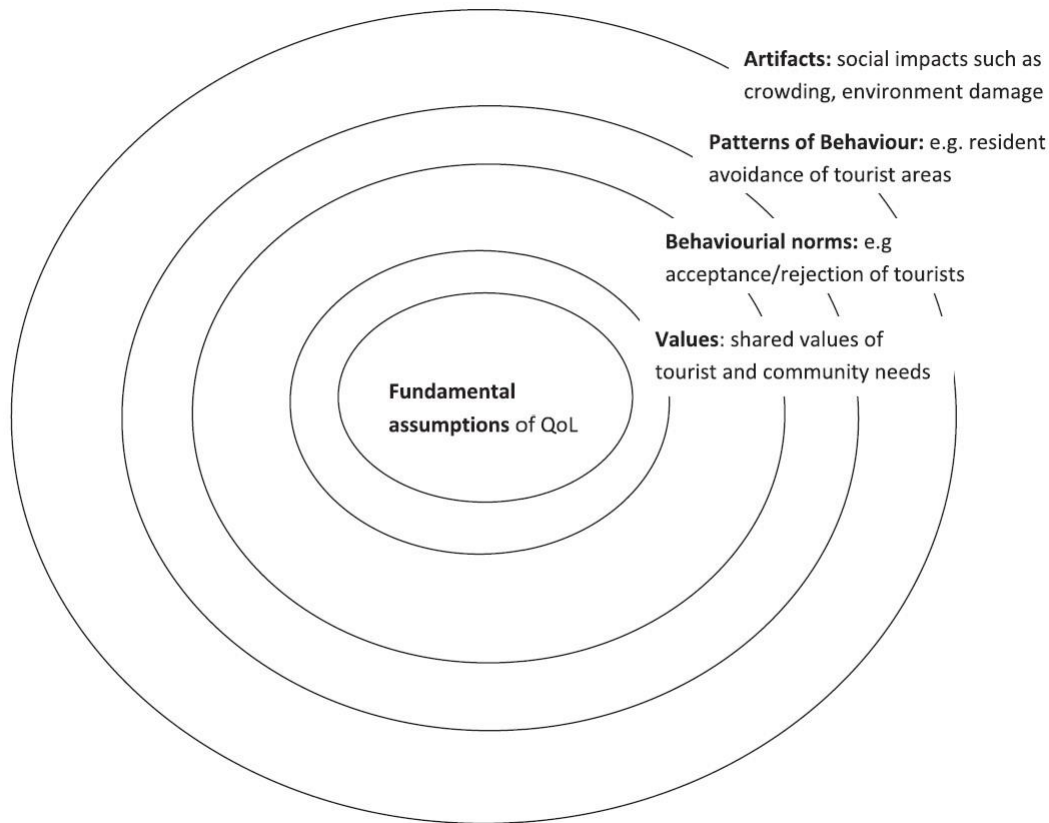 Artifacts: social impacts such as
crowding, environment damage
Patterns of Behaviour: e.g. resident
avoidance of tourist areas
Behaviourial norms: e.g
acceptance/rejection of tourists
Values: shared values of
tourist and community needs
Fundamental
assumptions of QoL